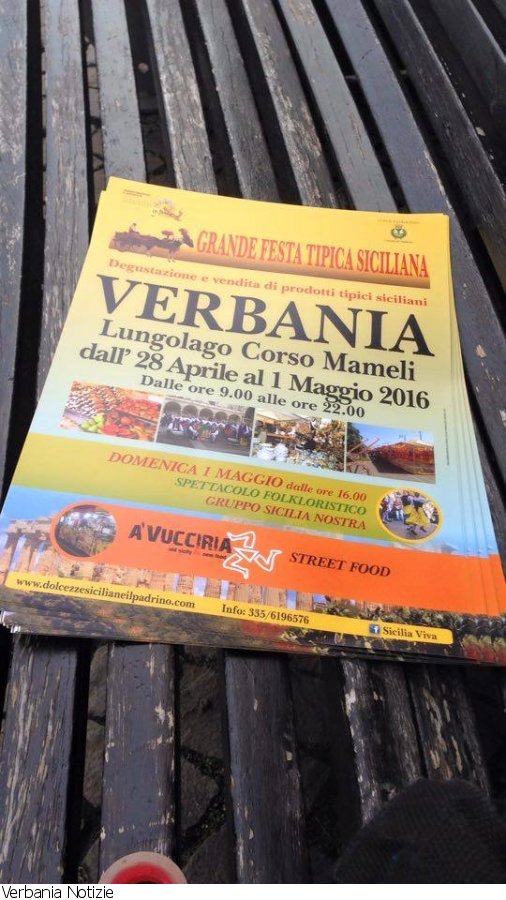 GRANDE FESTA TIPICA SICILIANA
Degustazione e vendita di prodotti tipici siciliani
VERBANIA
Lungolago Corso Mameli
dall' 28 Aprile al 1 Maggio 2016
Dalle ore 9.00 alle ore 22.00
DOMENICA 1 MAGGIO dalle ore 16.00
SPETTACOLO FOLKLORISTICO
GRUPPO SICILIA NOSTRA
A'VUCCIRIA
STREET FOOD
www.dolcezzesicilianeilpadrino.com
Info: 335/6196576
Sicilia Viva
Verbania Notizie